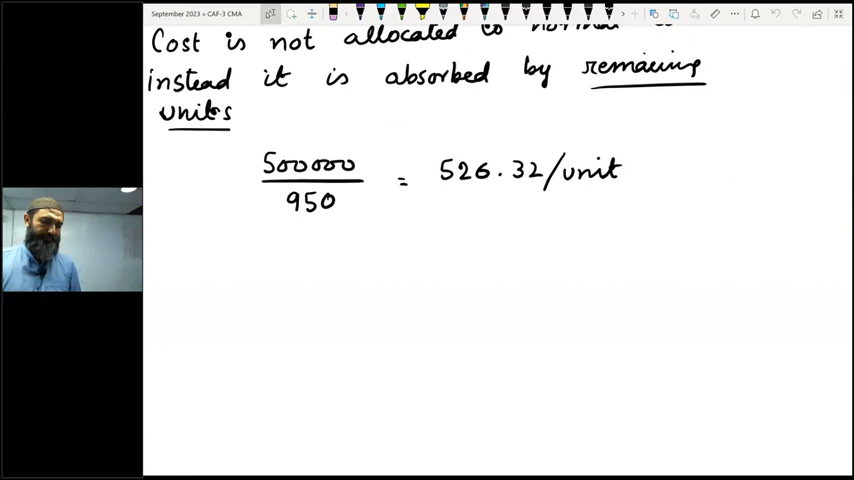 September 2023 » CAF-3 CMA
Cost is not allocated to normal
instead it is absorbed by remaining
units
500000
950
= 526.32/unit